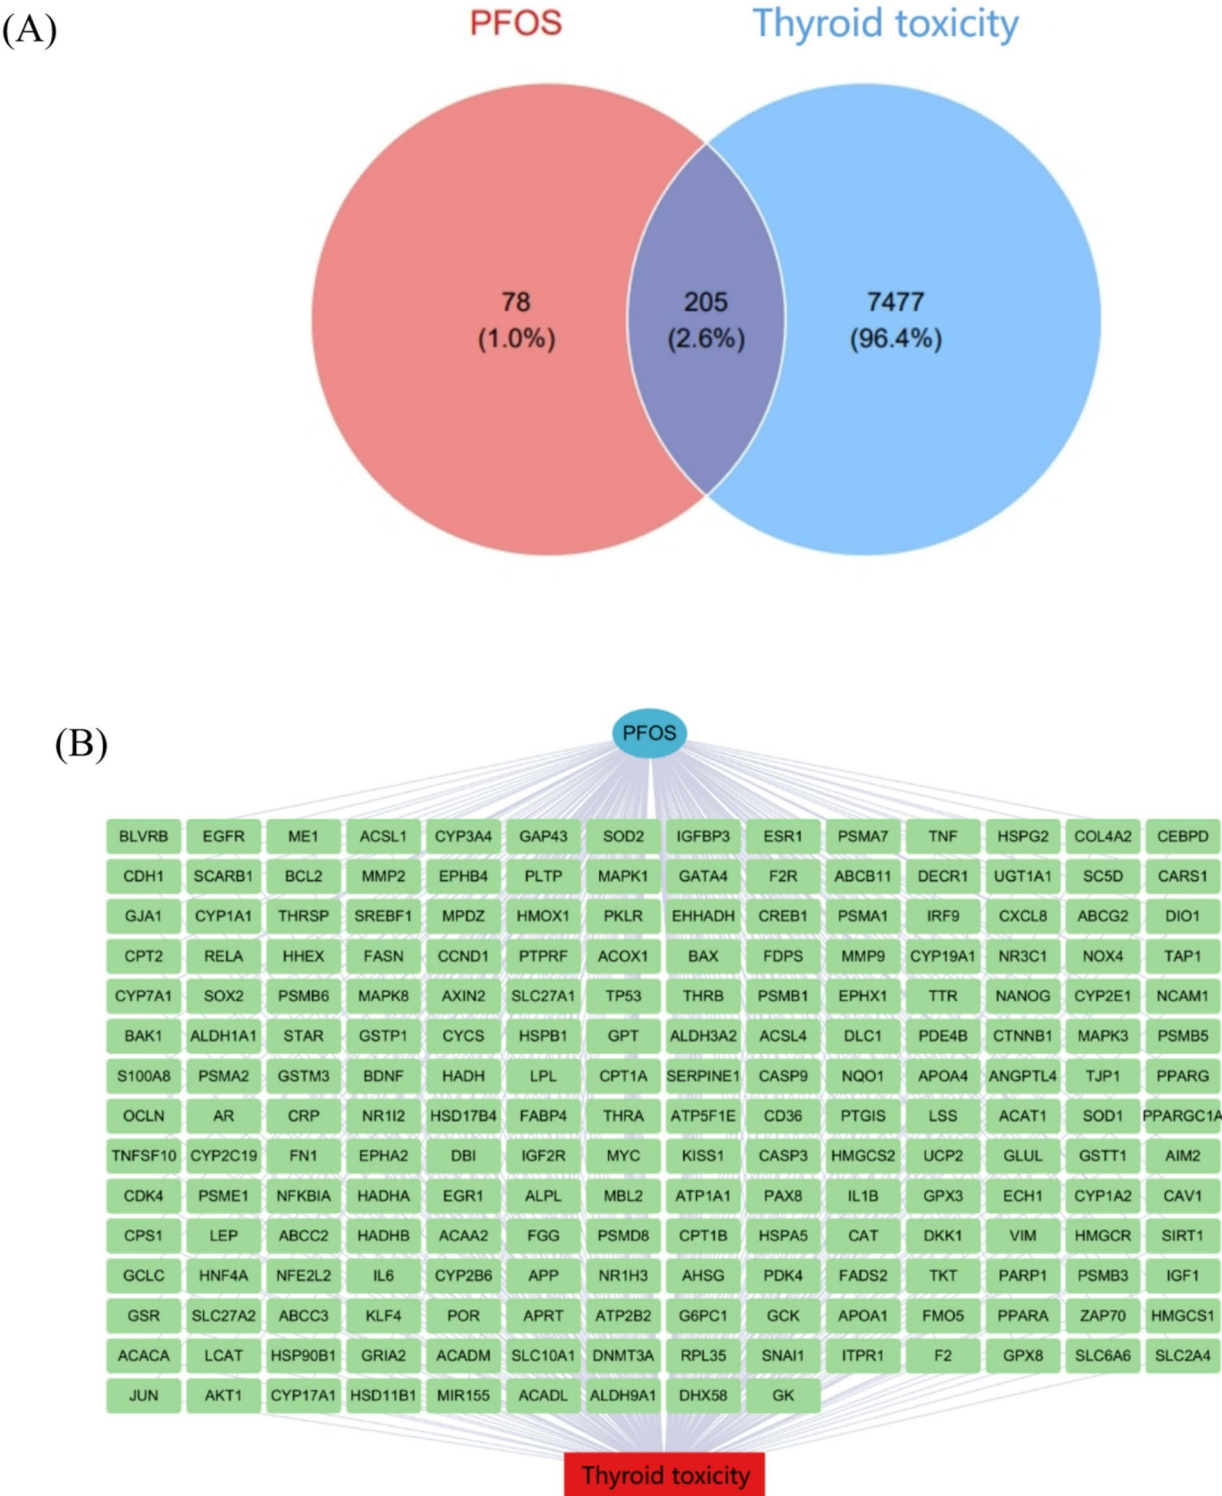 (A)
PFOS Thyroid toxicity
78 205 7477
(1.0%) (2.6%) (96.4%)
(B)
PFOS
BLVRB EGFR ME1 ACSL1 CYP3A4 GAP43 SOD2 IGFBP3 ESR1 PSMA7 TNF HSPG2 COL4A2 CEBPD
CDH1 SCARB1 BCL2 MMP2 EPHB4 PLTP MAPK1 GATA4 F2R ABCB11 DECR1 UGT1A1 SC5D CARS1
GJA1 CYP1A1 THRSP SREBF1 MPDZ HMOX1 PKLR EHHADH CREB1 PSMA1 IRF9 CXCL8 ABCG2 DIO1
CPT2 RELA HHEX FASN CCND1 PTPRF ACOX1 BAX FDPS MMP9 CYP19A1 NR3C1 NOX4 TAP1
CYP7A1 SOX2 PSMB6 MAPK8 AXIN2 SLC27A1 TP53 THRB PSMB1 EPHX1 TTR NANOG CYP2E1 NCAM1
BAK1 ALDH1A1 STAR GSTP1 CYCS HSPB1 GPT ALDH3A2 ACSL4 DLC1 PDE4B CTNNB1 MAPK3 PSMB5
S100A8 PSMA2 GSTM3 BDNF HADH LPL CPT1A SERPINE1 CASP9 NQO1 APOA4 ANGPTL4 TJP1 PPARG
OCLN AR CRP NR1I2 HSD17B4 FABP4 THRA ATP5F1E CD36 PTGIS LSS ACAT1 SOD1 PPARGC1A
TNFSF10 CYP2C19 FN1 EPHA2 DBI IGF2R MYC KISS1 CASP3 HMGCS2 UCP2 GLUL GSTT1 AIM2
CDK4 PSME1 NFKBIA HADHA EGR1 ALPL MBL2 ATP1A1 PAX8 IL1B GPX3 ECH1 CYP1A2 CAV1
CPS1 LEP ABCC2 HADHB ACAA2 FGG PSMD8 CPT1B HSPA5 CAT DKK1 VIM HMGCR SIRT1
GCLC HNF4A NFE2L2 IL6 CYP2B6 APP NR1H3 AHSG PDK4 FADS2 TKT PARP1 PSMB3 IGF1
GSR SLC27A2 ABCC3 KLF4 POR APRT ATP2B2 G6PC1 GCK APOA1 FMO5 PPARA ZAP70 HMGCS1
ACACA LCAT HSP90B1 GRIA2 ACADM SLC10A1 DNMT3A RPL35 SNAI1 ITPR1 F2 GPX8 SLC6A6 SLC2A4
JUN AKT1 CYP17A1 HSD11B1 MIR155 ACADL ALDH9A1 DHX58 GK
Thyroid toxicity